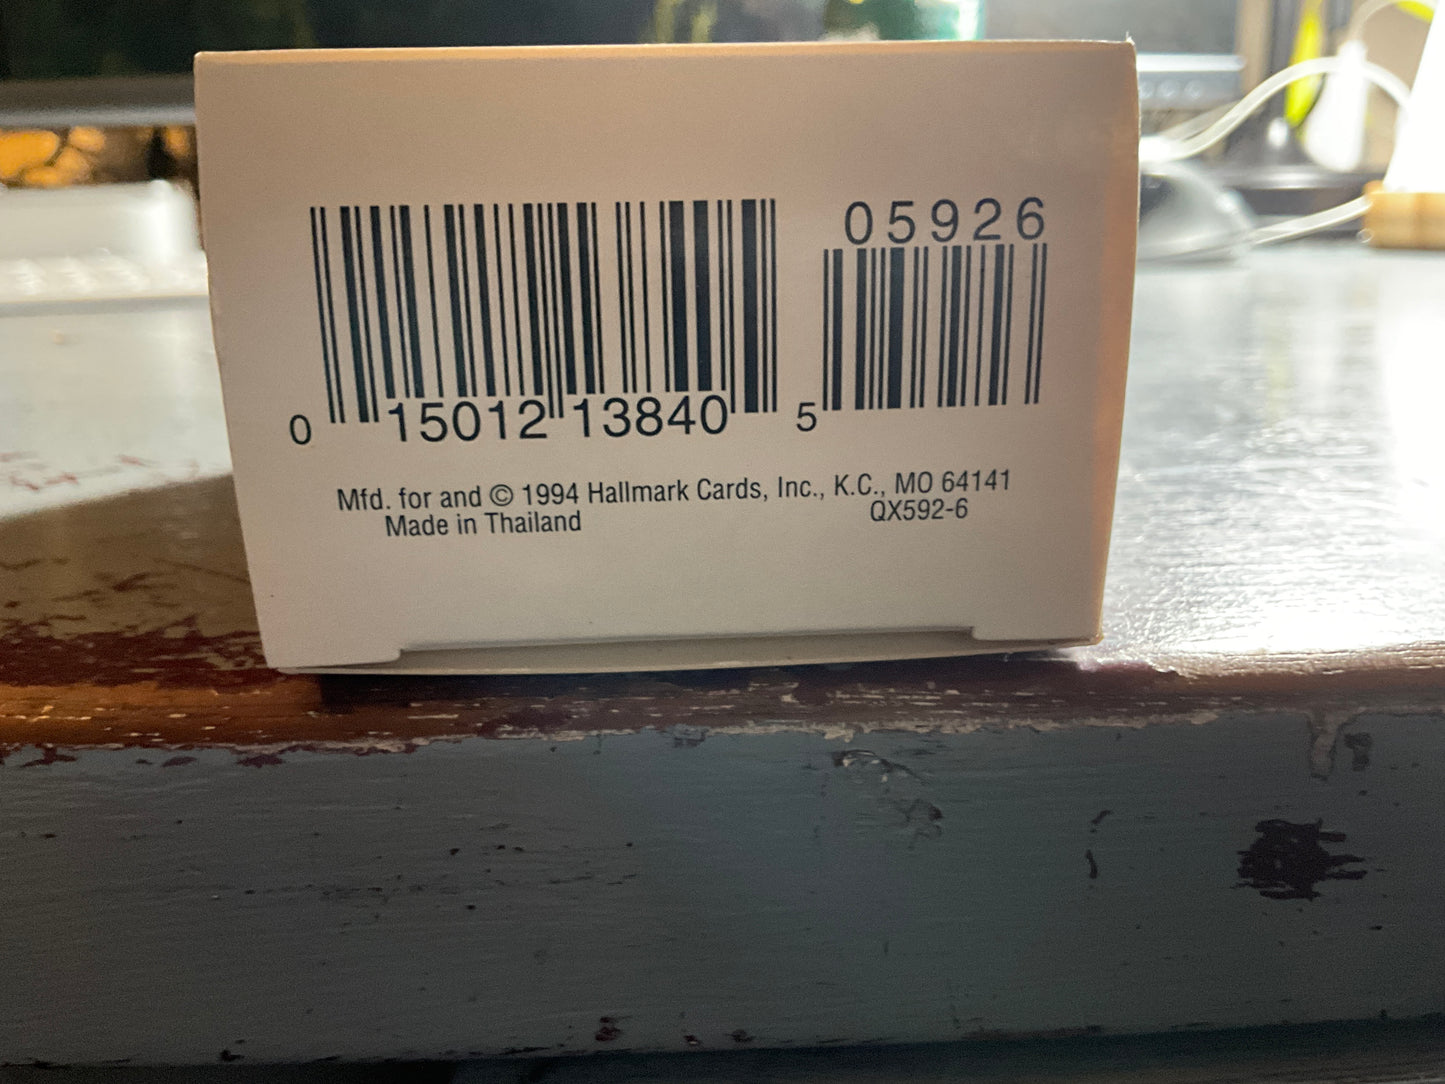 05926
0 15012 13840 5
Mfd. for and © 1994 Hallmark Cards, Inc., K.C., MO 64141
Made in Thailand QX592-6